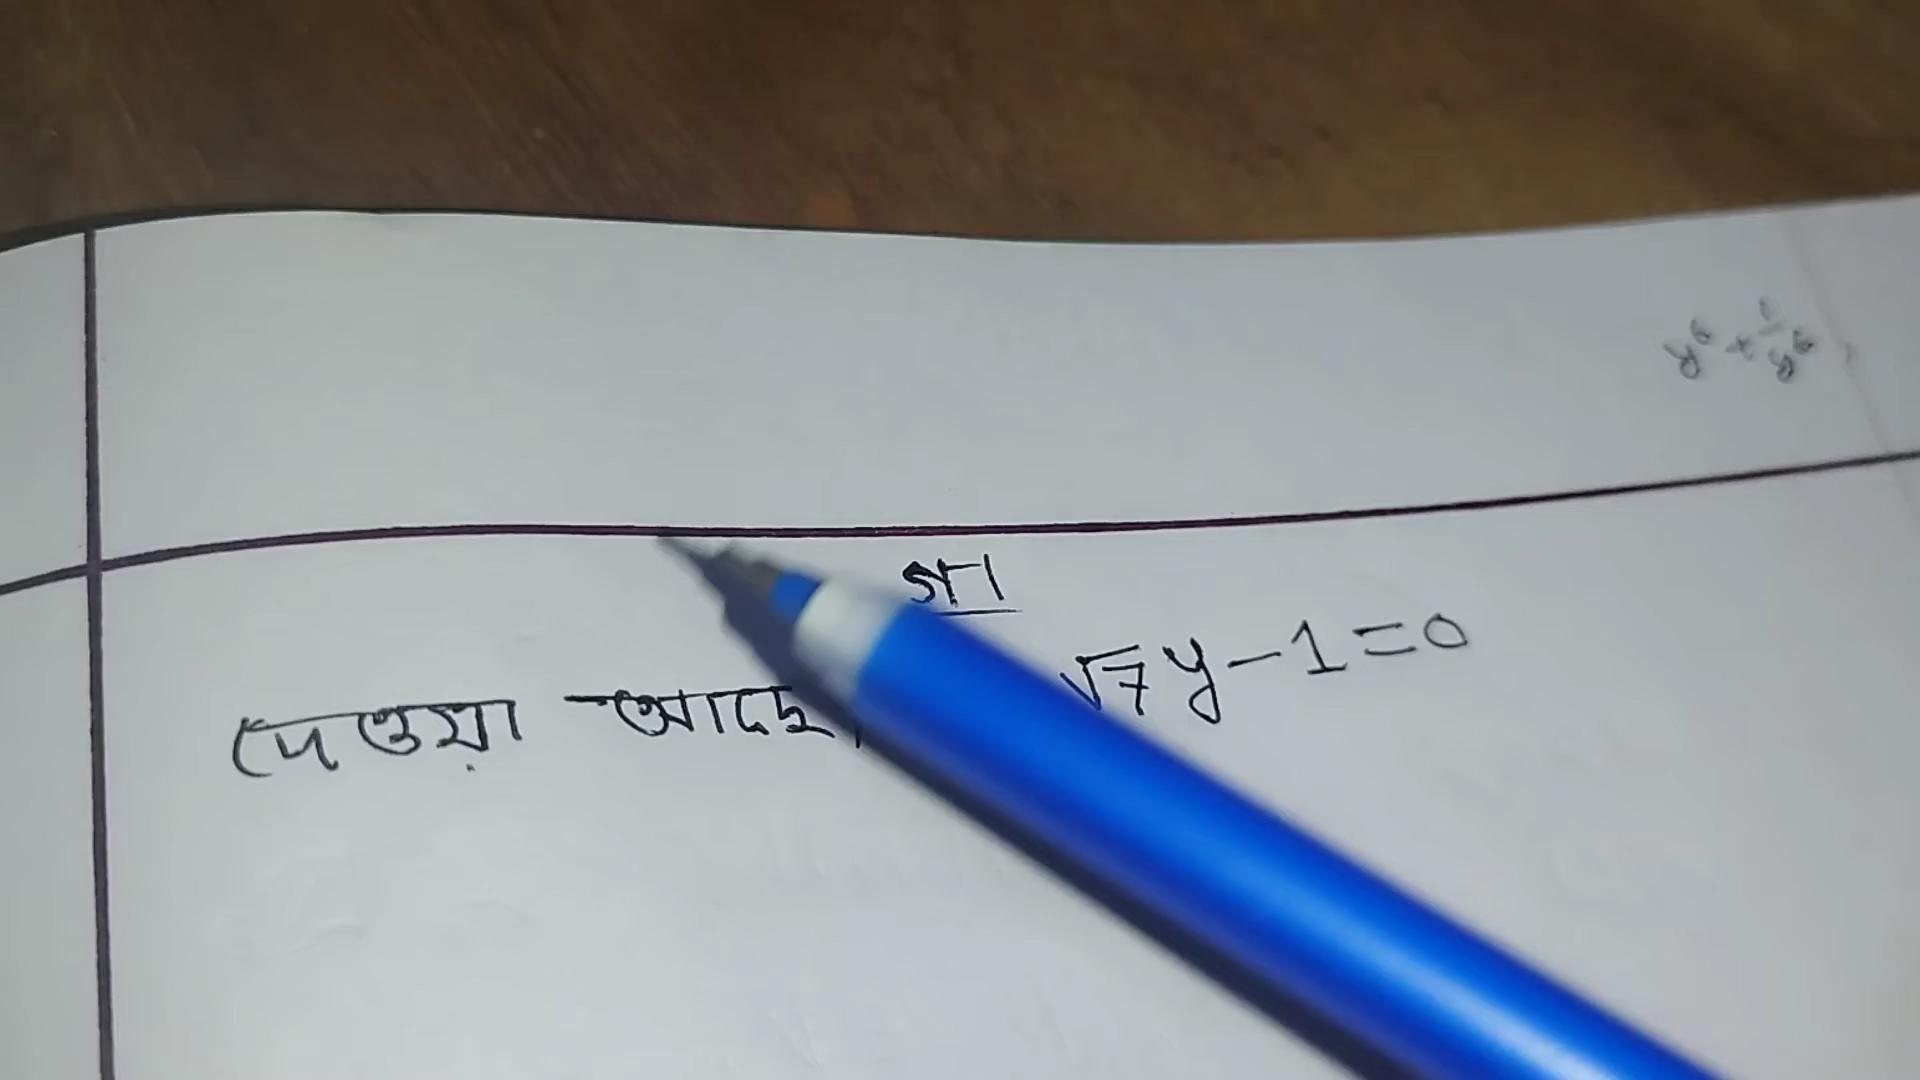 y⁶ + 1/y⁶
দেওয়া আছে, √7y-1=0